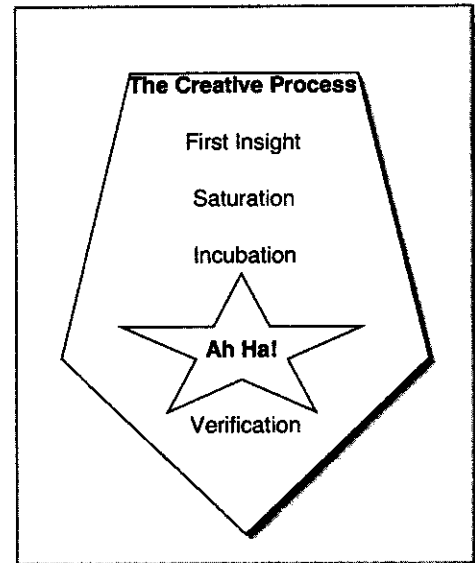 The Creative Process
First Insight
Saturation
Incubation
Ah Ha!
Verification